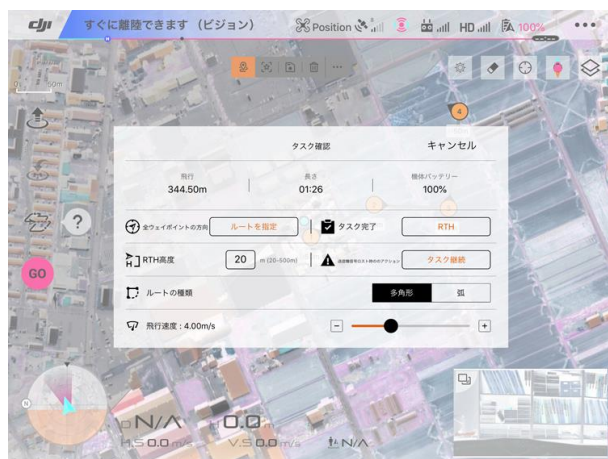 dji すぐに離陸できます (ビジョン) Position HD 100%
50m
4
タスク確認 キャンセル
飛行 長さ 機体バッテリー
344.50m 01:26 100%
全ウェイポイントの方向 ルートを指定 タスク完了 RTH
RTH高度 20 m (20-500m) タスク継続
ルートの種類 多角形 弧
飛行速度 : 4.00m/s
?
GO
N/A 0.0
H.S 0.0 m/s V.S 0.0 m/s N/A